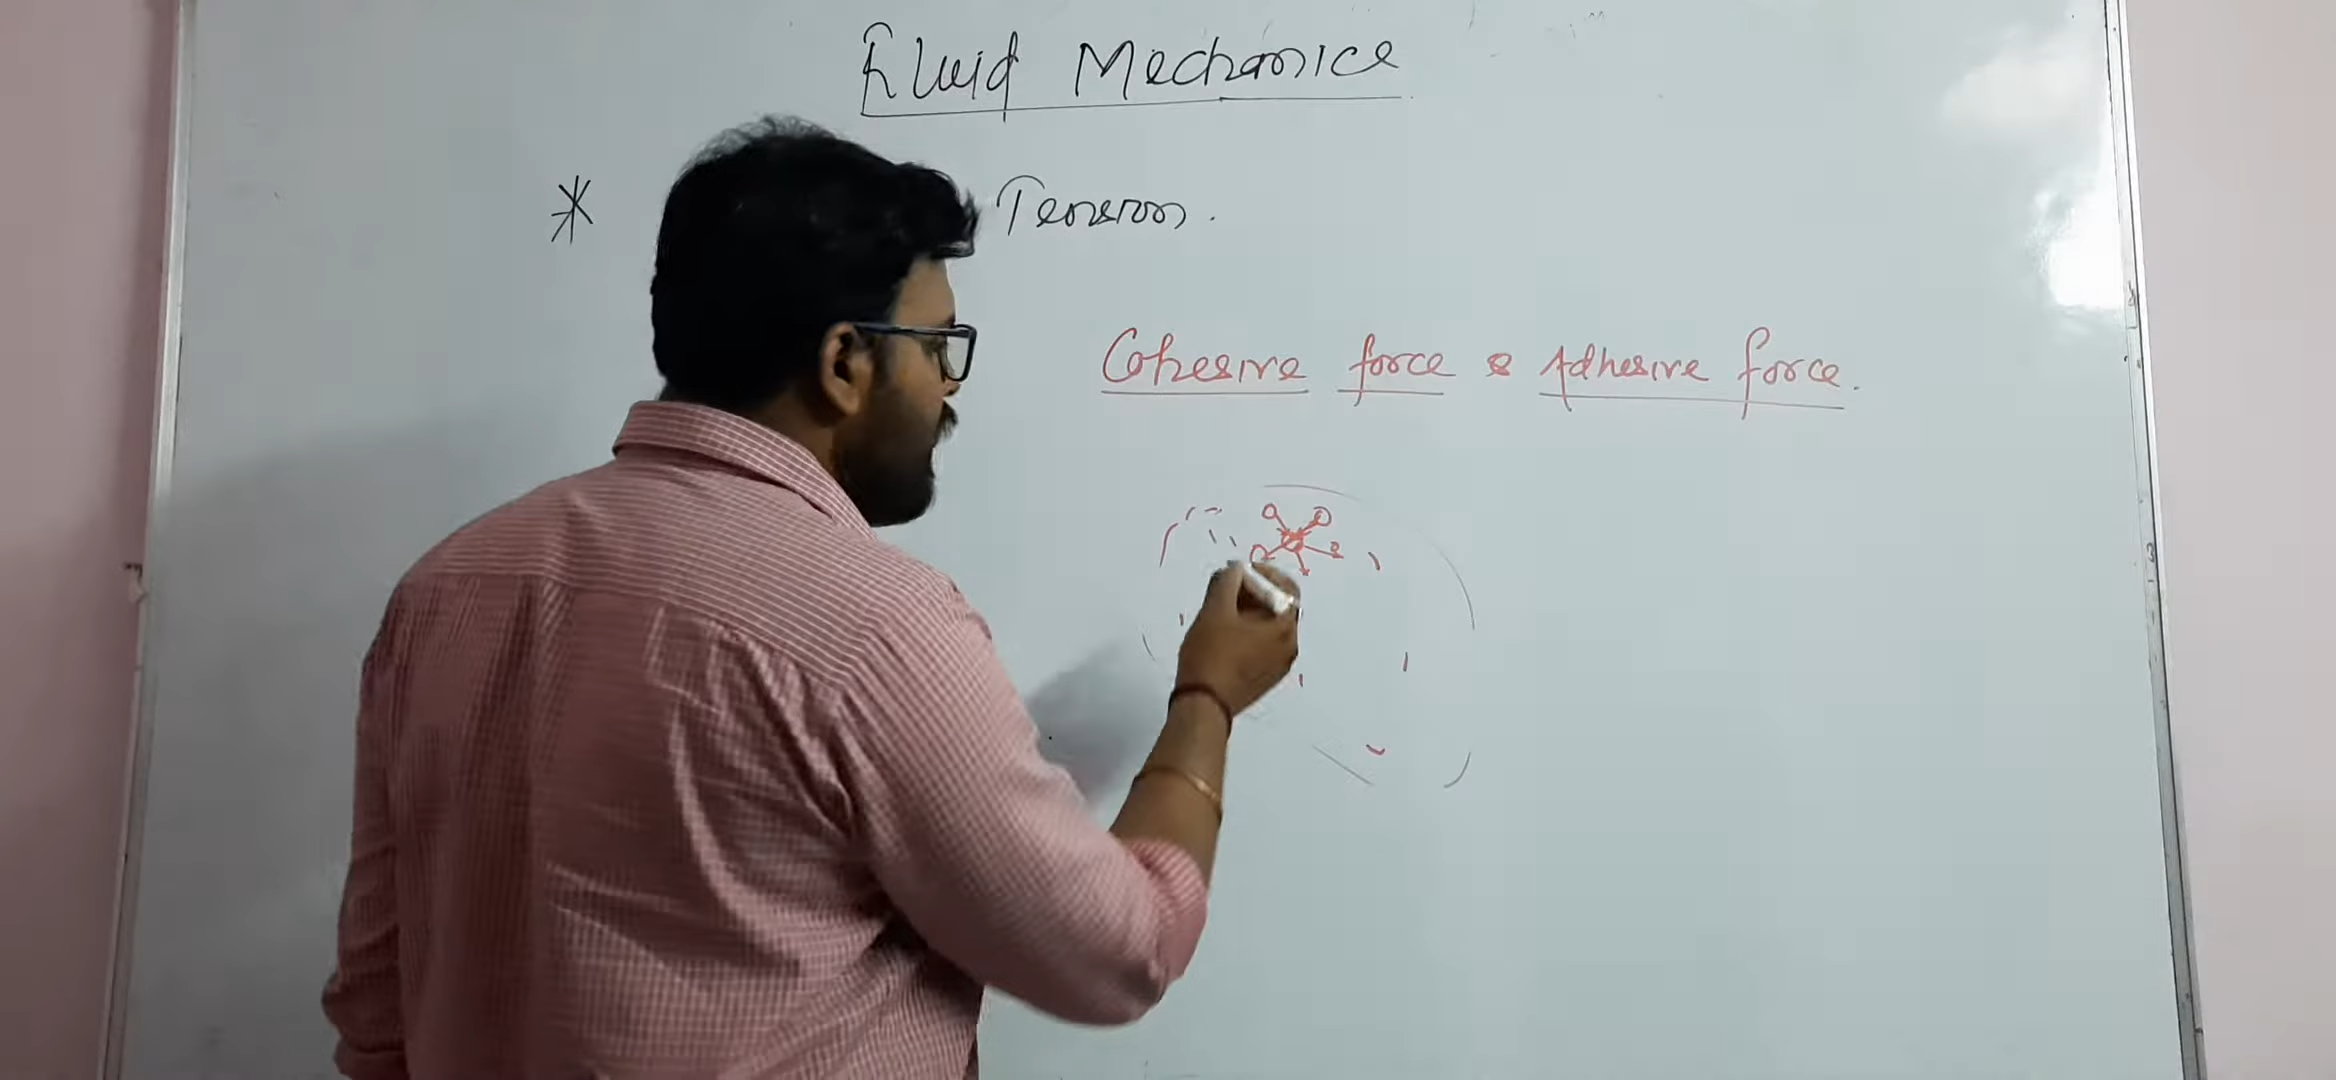 Fluid Mechanics
* Tension.
Cohesive force & Adhesive force.